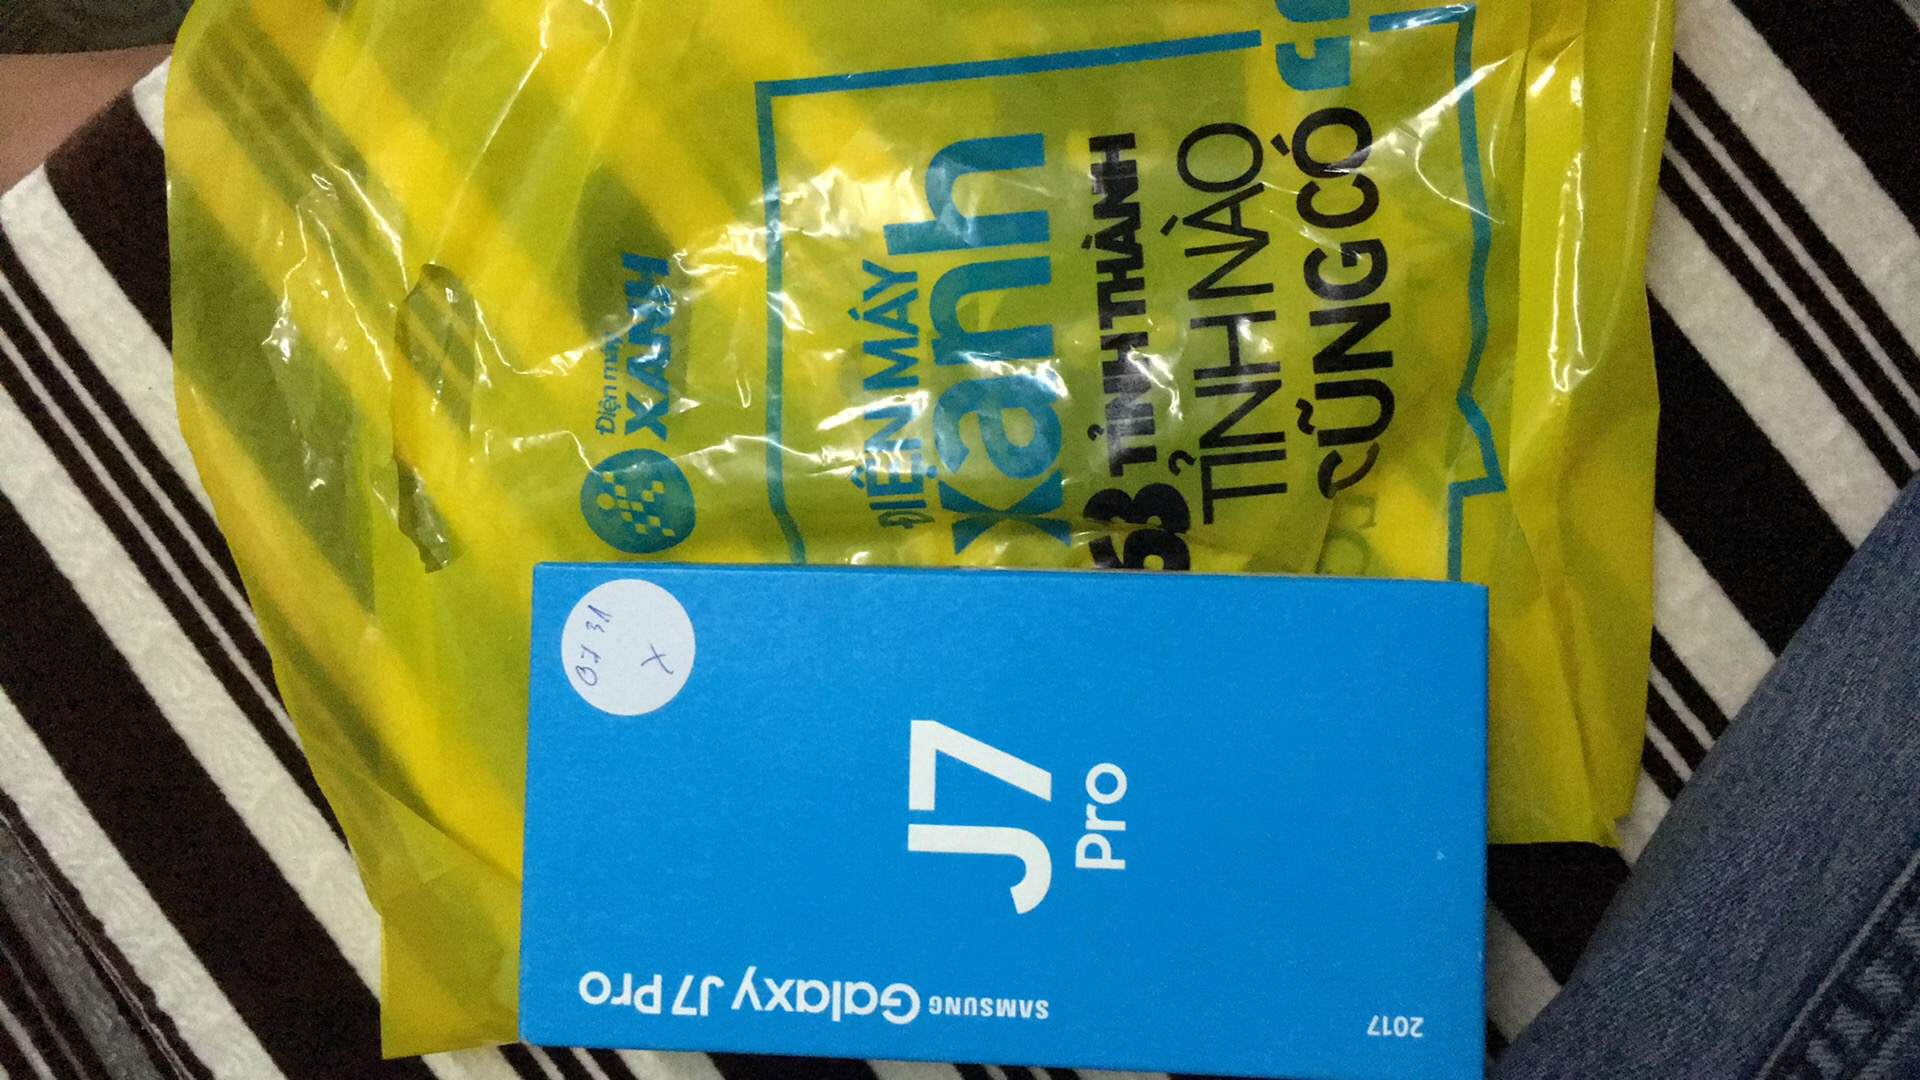 Điện máy
XANH
ĐIỆN MÁY
xanh
63 TỈNH THÀNH
TỈNH NÀO
CŨNG CÓ
J7
Pro
SAMSUNG Galaxy J7 Pro
2017
X